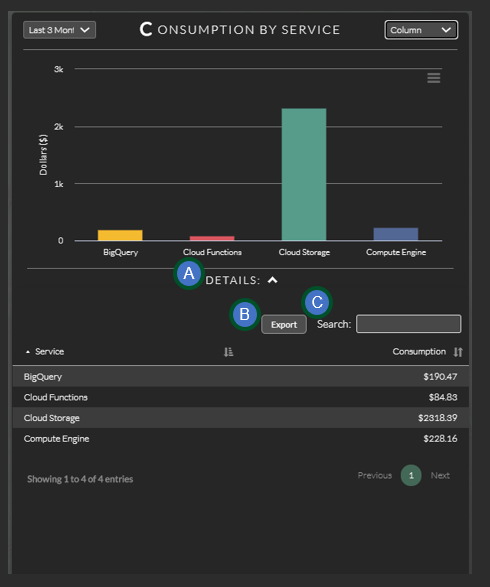 Last 3 Mont
C ONSUMPTION BY SERVICE
Column
3k
2k
1k
0
Dollars ($)
BigQuery Cloud Functions Cloud Storage Compute Engine
A
DETAILS:
B
Export
C
Search:
Service Consumption
BigQuery $190.47
Cloud Functions $84.83
Cloud Storage $2318.39
Compute Engine $228.16
Showing 1 to 4 of 4 entries
Previous 1 Next